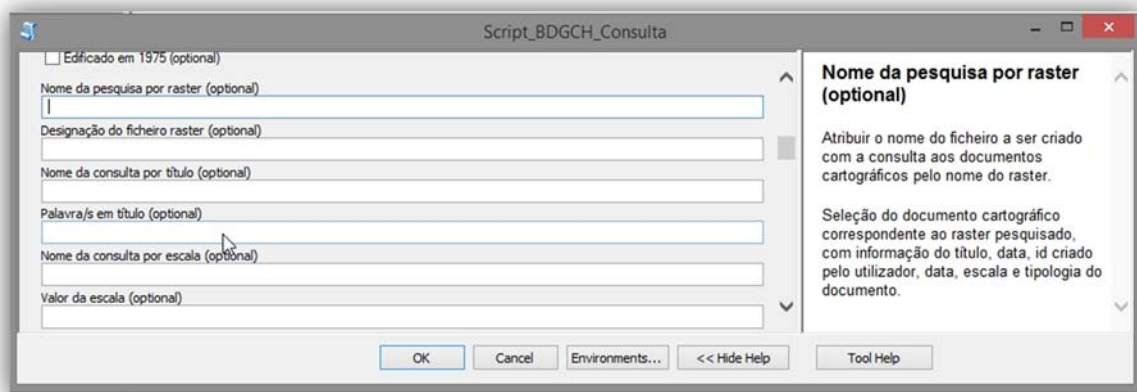 Script_BDGCH_Consulta
Edificado em 1975 (optional)
Nome da pesquisa por raster (optional)
Designação do ficheiro raster (optional)
Nome da consulta por título (optional)
Palavra/s em título (optional)
Nome da consulta por escala (optional)
Valor da escala (optional)
Nome da pesquisa por raster
(optional)
Atribuir o nome do ficheiro a ser criado
com a consulta aos documentos
cartográficos pelo nome do raster.
Seleção do documento cartográfico
correspondente ao raster pesquisado,
com informação do título, data, id criado
pelo utilizador, data, escala e tipologia do
documento.
OK
Cancel
Environments...
<< Hide Help
Tool Help